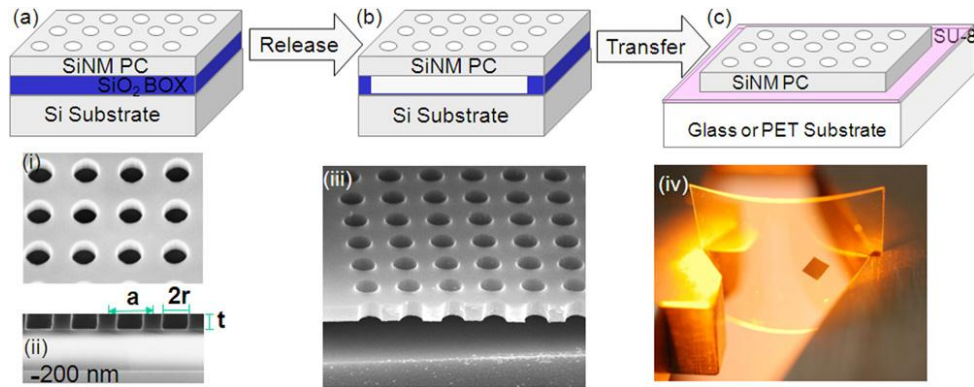 (a)
SiNM PC
SiO2 BOX
Si Substrate
Release
(b)
SiNM PC
Si Substrate
Transfer
(c)
SU-8
SiNM PC
Glass or PET Substrate
(i)
a
2r
t
(ii)
-200 nm
(iii)
(iv)